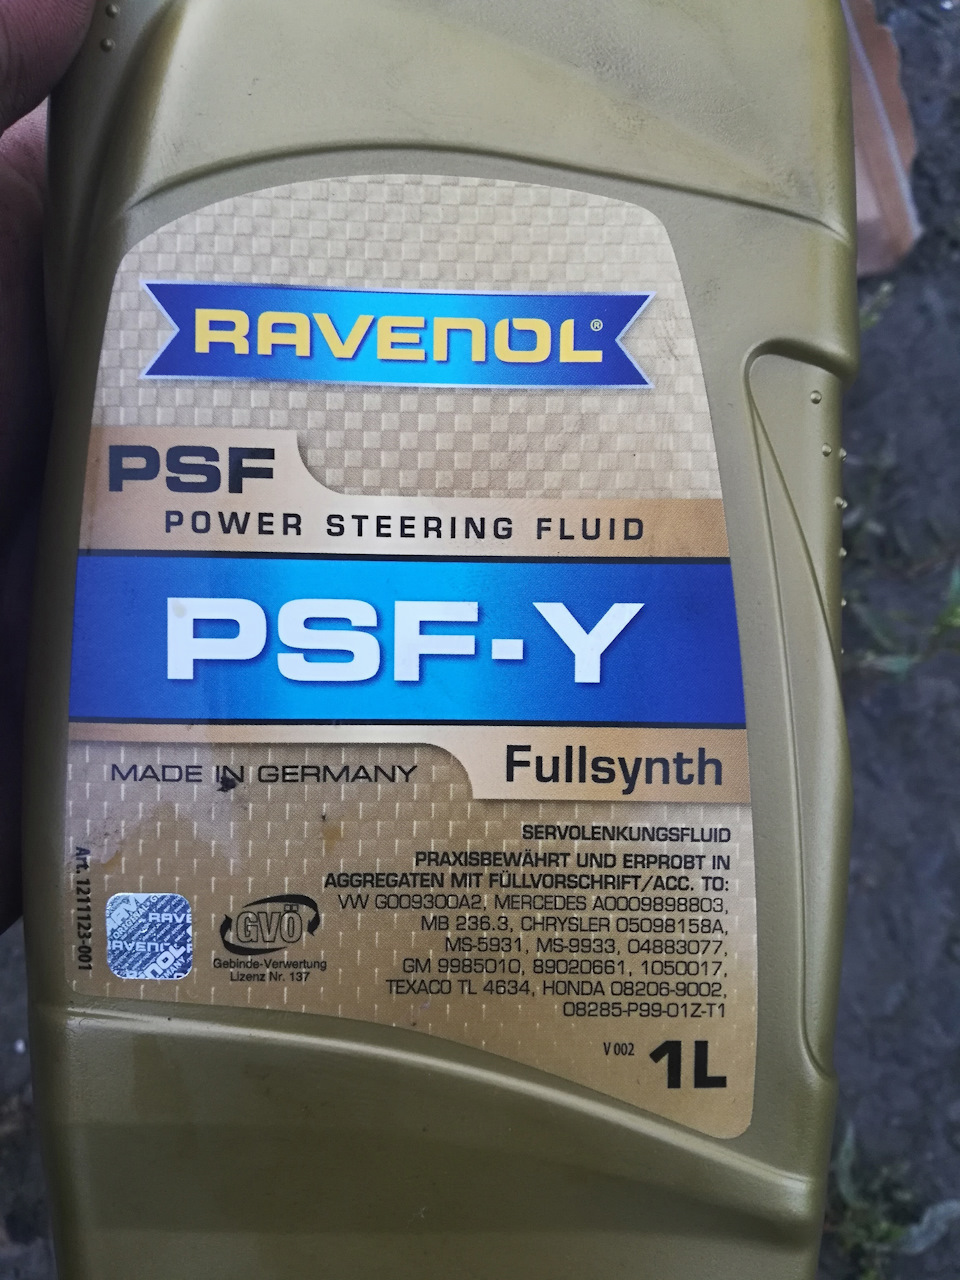 RAVENOL®
PSF
POWER STEERING FLUID
PSF-Y
Fullsynth
MADE IN GERMANY
SERVOLENKUNGSFLUID
PRAXISBEWÄHRT UND ERPROBT IN
AGGREGATEN MIT FÜLLVORSCHRIFT/ACC. TO:
VW G009300A2, MERCEDES A0009898803,
MB 236.3, CHRYSLER 05098158A,
MS-5931, MS-9933, 04883077,
GM 9985010, 89020661, 1050017,
TEXACO TL 4634, HONDA 08206-9002,
08285-P99-01Z-T1
Art. 1211123-001
RAVENOL
GVÖ
Gebinde-Verwertung
Lizenz Nr. 137
V 002
1L